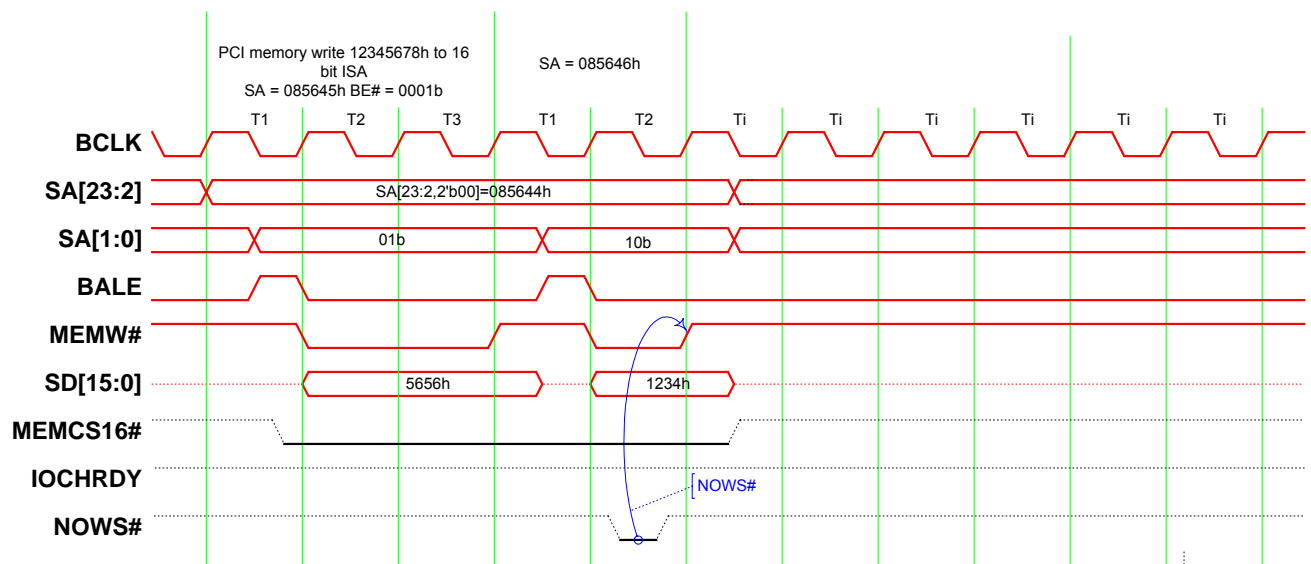 PCI memory write 12345678h to 16
bit ISA
SA = 085645h BE# = 0001b
SA = 085646h
T1 T2 T3 T1 T2 Ti Ti Ti Ti Ti Ti
BCLK
SA[23:2] SA[23:2,2'b00]=085644h
SA[1:0] 01b 10b
BALE
MEMW#
SD[15:0] 5656h 1234h
MEMCS16#
IOCHRDY
NOWS#
NOWS#